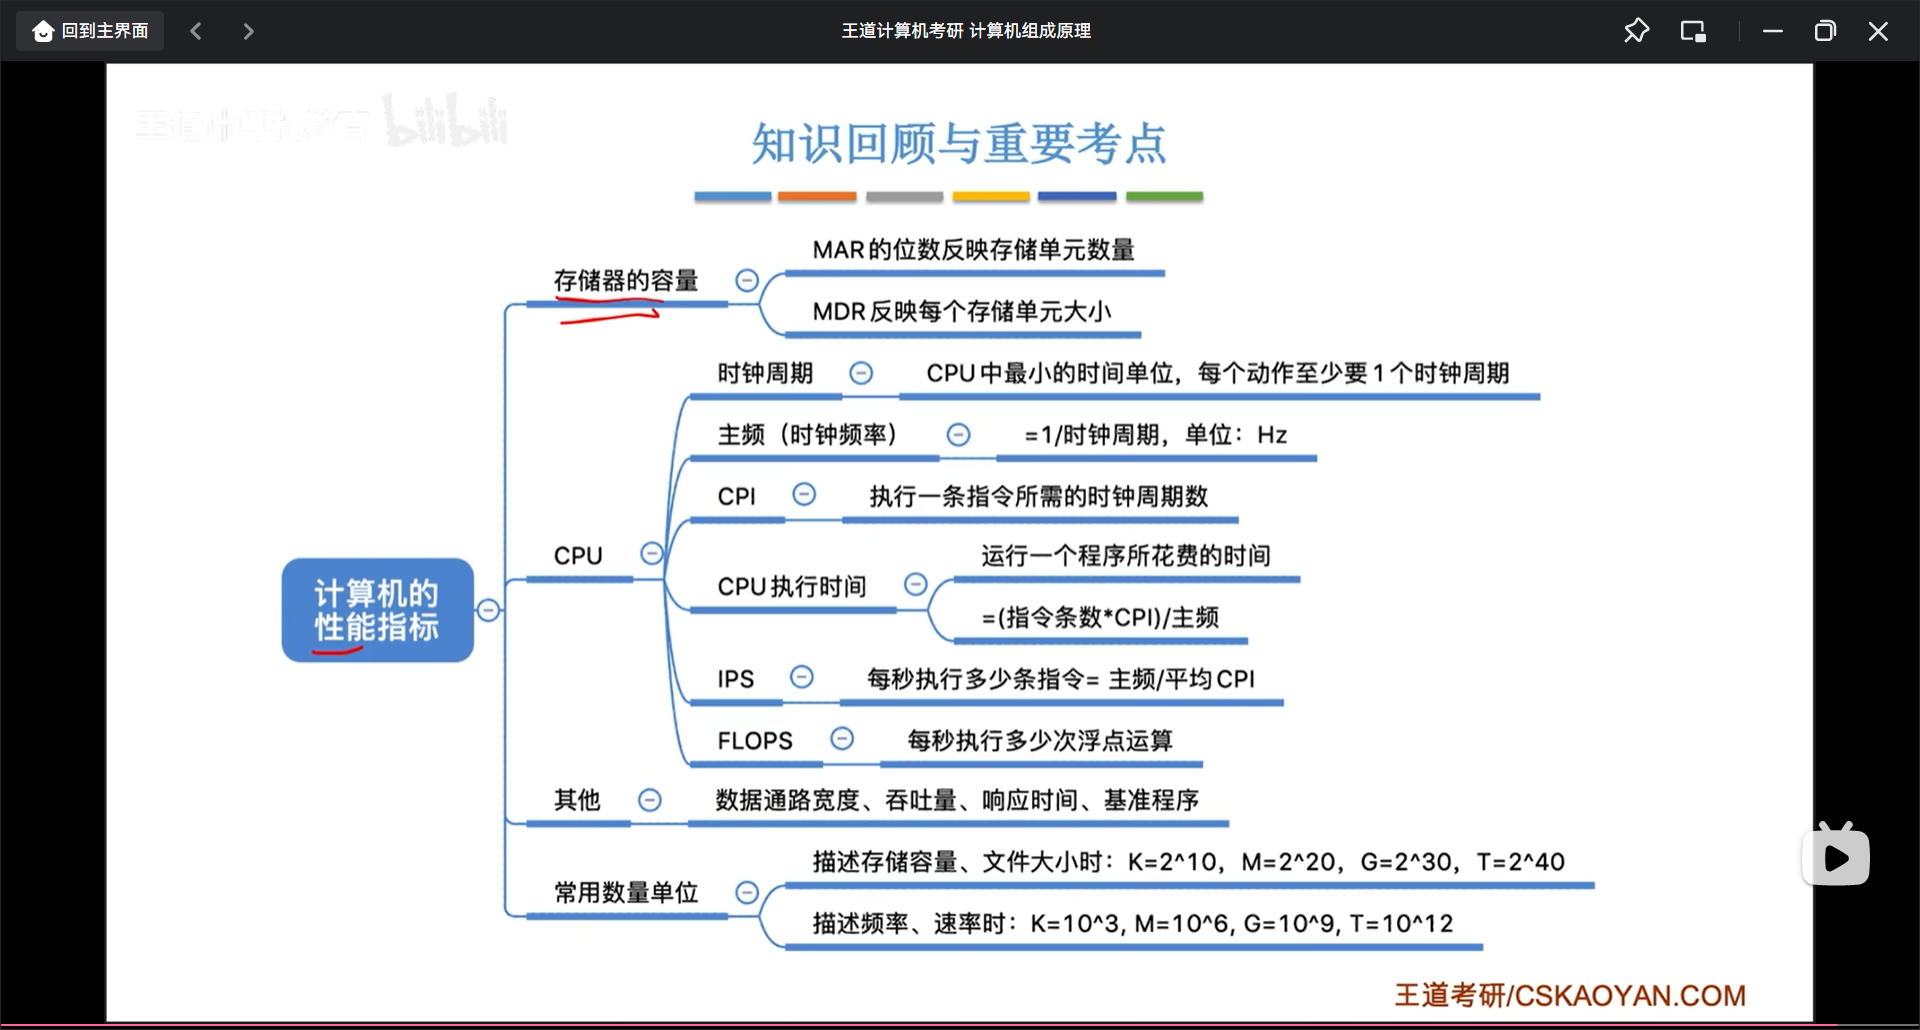 回到主界面
王道计算机考研 计算机组成原理
王道计算机教育 bilibili
知识回顾与重要考点
存储器的容量
MAR的位数反映存储单元数量
MDR反映每个存储单元大小
计算机的
性能指标
CPU
时钟周期
CPU中最小的时间单位，每个动作至少要1个时钟周期
主频（时钟频率）
=1/时钟周期，单位：Hz
CPI
执行一条指令所需的时钟周期数
CPU执行时间
运行一个程序所花费的时间
=(指令条数*CPI)/主频
IPS
每秒执行多少条指令= 主频/平均CPI
FLOPS
每秒执行多少次浮点运算
其他
数据通路宽度、吞吐量、响应时间、基准程序
常用数量单位
描述存储容量、文件大小时：K=2^10，M=2^20，G=2^30，T=2^40
描述频率、速率时：K=10^3, M=10^6, G=10^9, T=10^12
王道考研/CSKAOYAN.COM